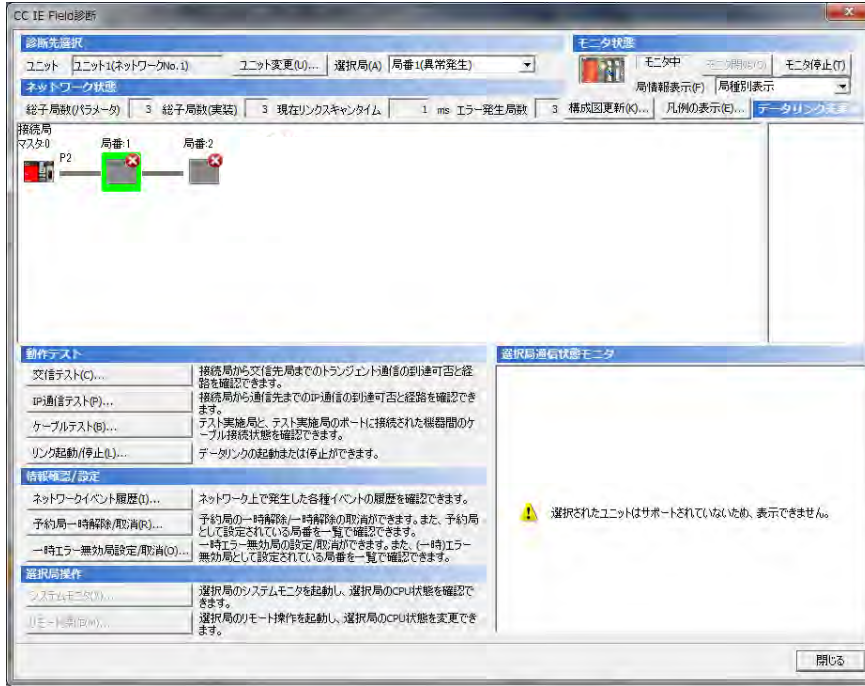 CC IE Field診断
診断先選択
モニタ状態
ユニット ユニット1(ネットワークNo.1) ユニット変更(U)... 選択局(A) 局番1(異常発生)
モニタ中 モニタ停止(T)
局情報表示(F) 局種別表示
ネットワーク状態
総子局数(パラメータ) 3 総子局数(実装) 3 現在リンクスキャンタイム 1 ms エラー発生局数 3 構成図更新(K)... 凡例の表示(E)...
接続局
マスタ:0 局番:1 局番:2
P2
動作テスト
交信テスト(C)... 接続局から交信先局までのトランジェント通信の到達可否と経
路を確認できます。
IP通信テスト(P)... 接続局から通信先までのIP通信の到達可否と経路を確認でき
ます。
ケーブルテスト(B)... テスト実施局と、テスト実施局のポートに接続された機器間のケ
ーブル接続状態を確認できます。
リンク起動/停止(L)... データリンクの起動または停止ができます。
情報確認/設定
ネットワークイベント履歴(I)... ネットワーク上で発生した各種イベントの履歴を確認できます。
予約局一時解除/取消(R)... 予約局の一時解除/一時解除の取消ができます。また、予約局
として設定されている局番を一覧で確認できます。
一時エラー無効局設定/取消(O)... 一時エラー無効局の設定/取消ができます。また、(一時)エラー
無効局として設定されている局番を一覧で確認できます。
選択局操作
選択局のシステムモニタを起動し、選択局のCPU状態を確認で
きます。
選択局のリモート操作を起動し、選択局のCPU状態を変更でき
ます。
選択局通信状態モニタ
選択されたユニットはサポートされていないため、表示できません。
閉じる